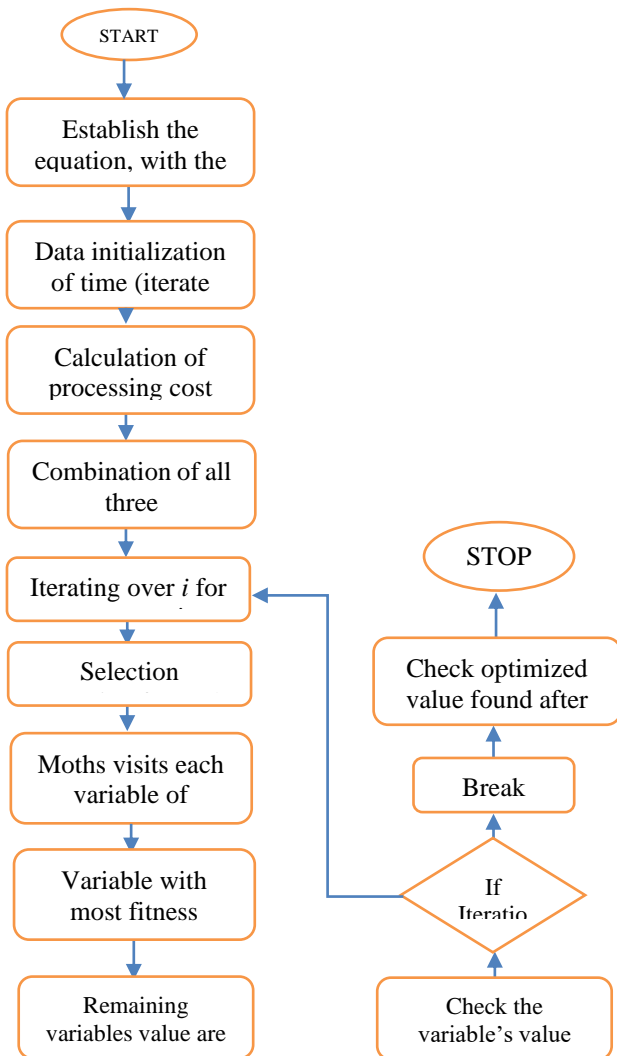 START
Establish the
equation, with the
Data initialization
of time (iterate
Calculation of
processing cost
Combination of all
three
Iterating over i for
Selection
Moths visits each
variable of
Variable with
most fitness
Remaining
variables value are
STOP
Check optimized
value found after
Break
If
Iteratio
Check the
variable's value